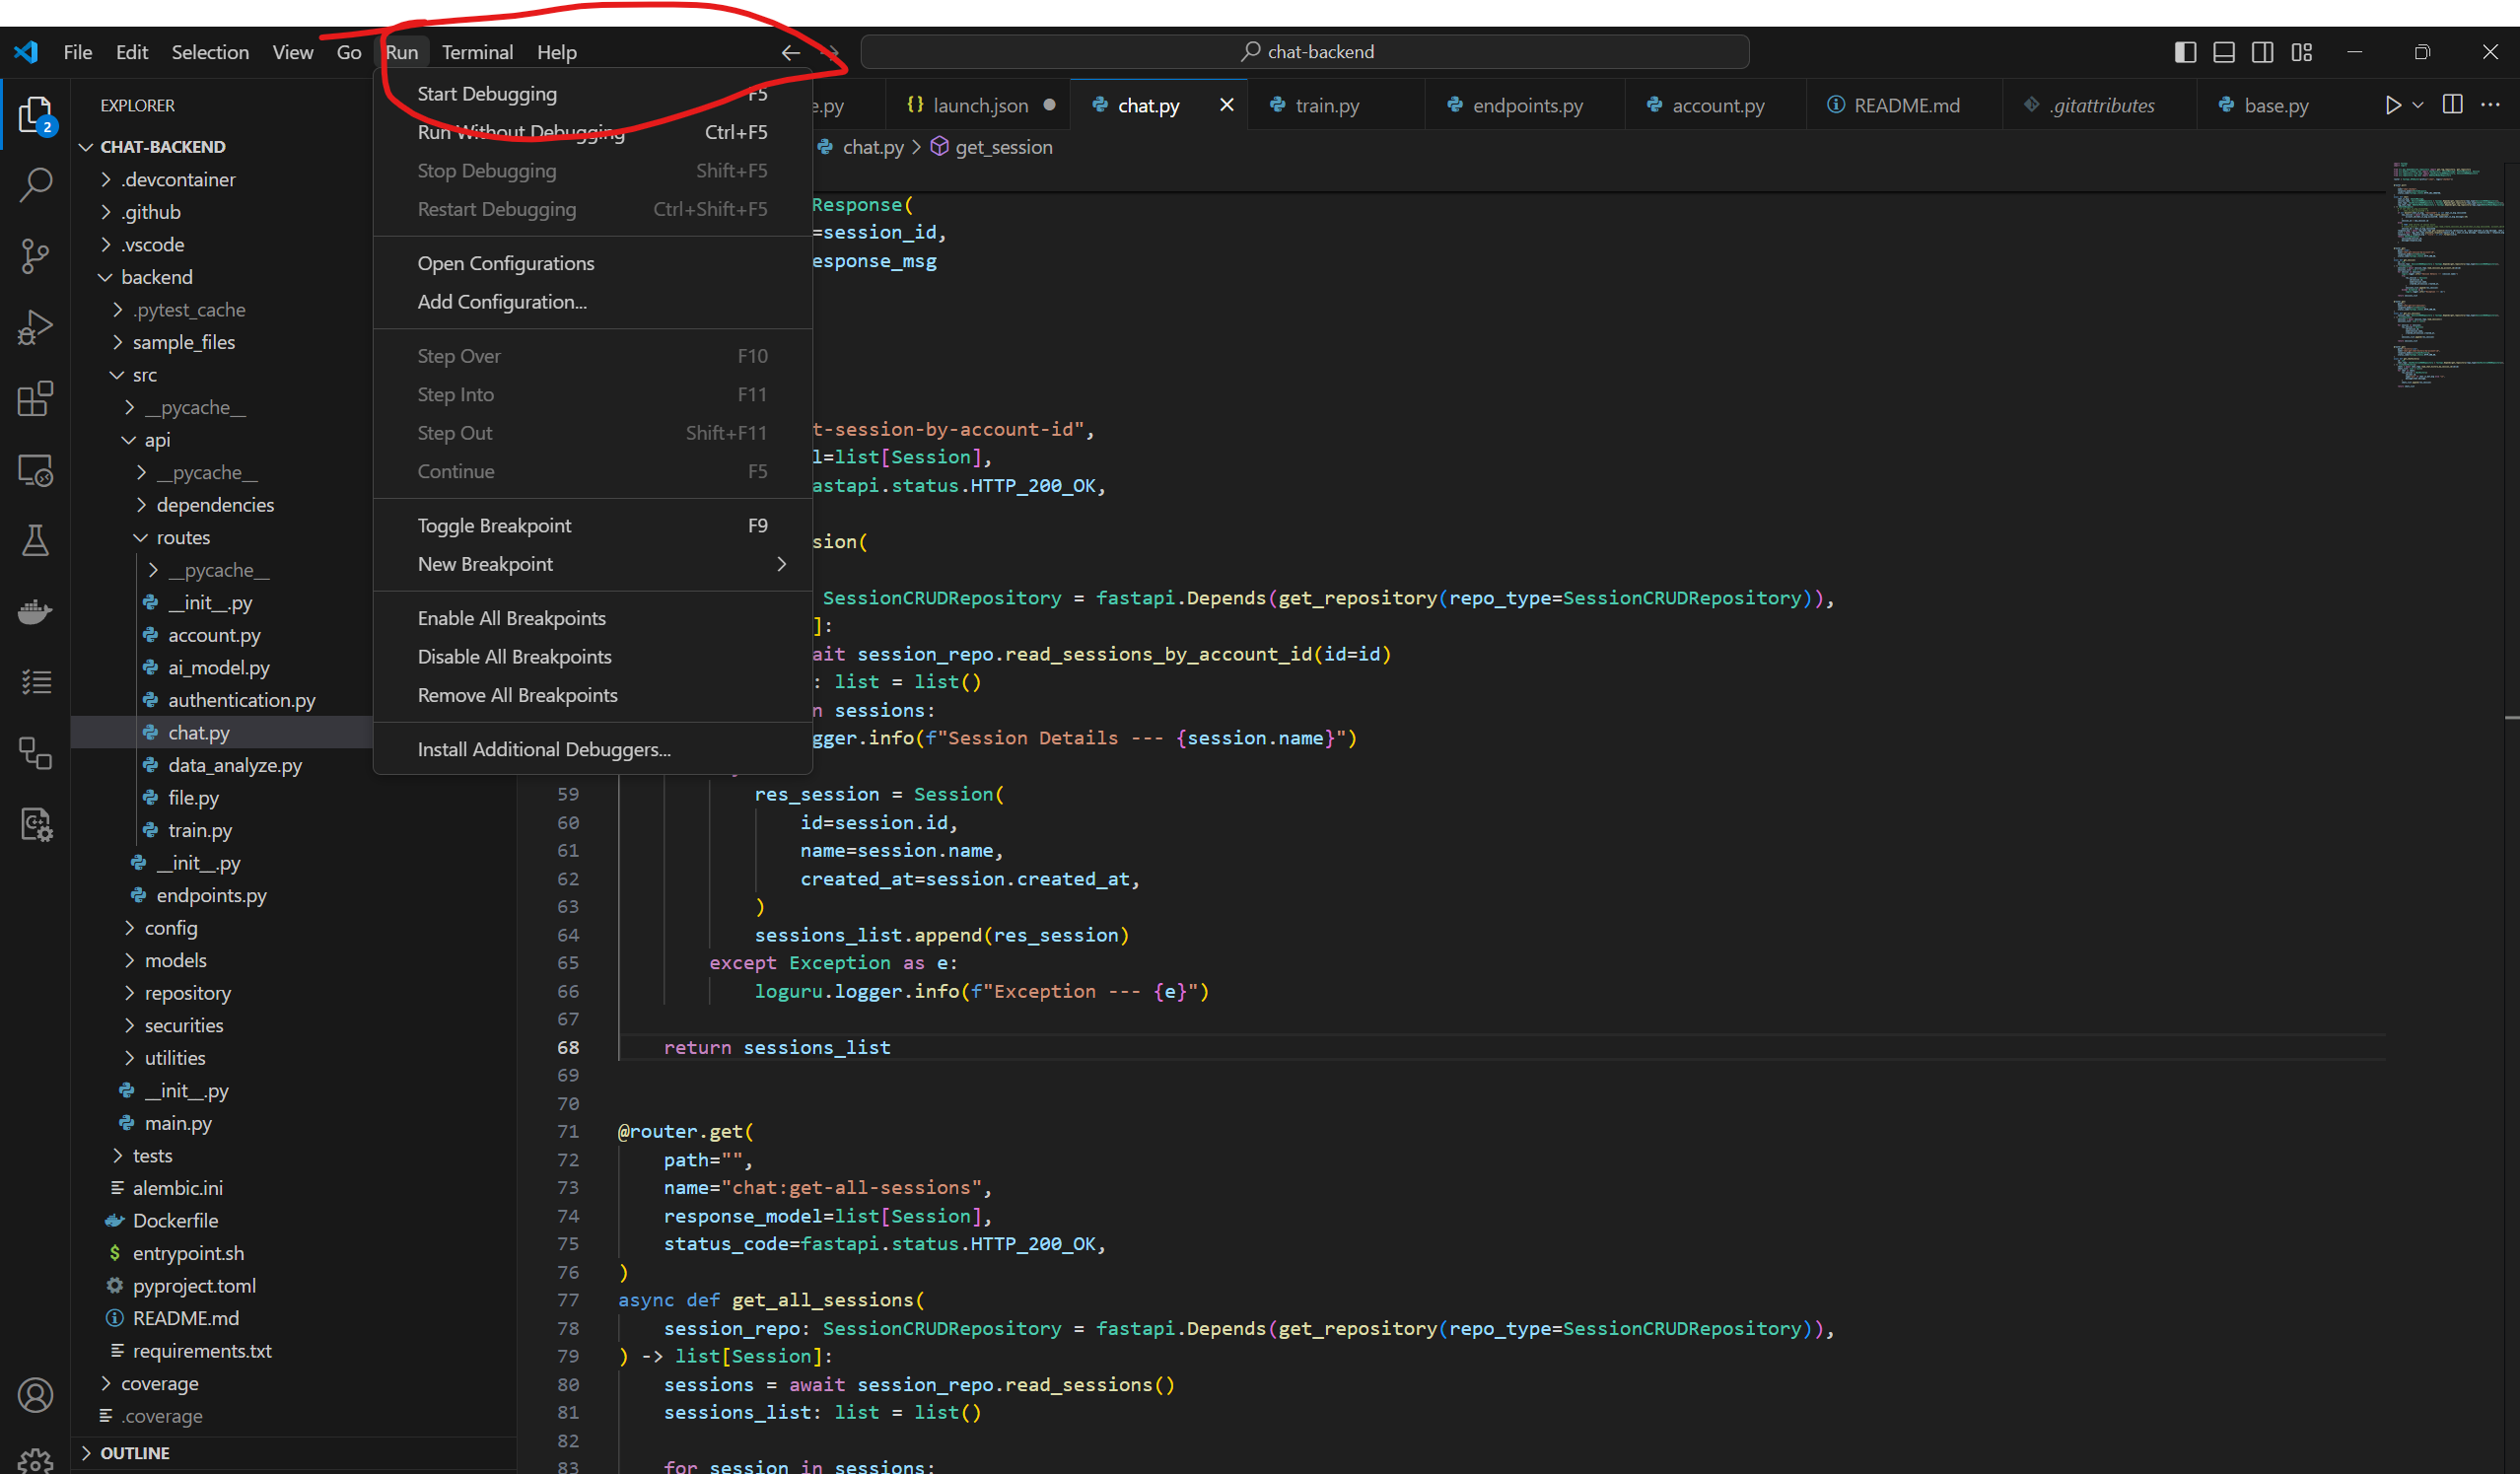 File Edit Selection View Go Run Terminal Help
chat-backend
EXPLORER
2
CHAT-BACKEND
.devcontainer
.github
.vscode
backend
.pytest_cache
sample_files
src
__pycache__
api
__pycache__
dependencies
routes
__pycache__
__init__.py
account.py
ai_model.py
authentication.py
chat.py
data_analyze.py
file.py
train.py
__init__.py
endpoints.py
config
models
repository
securities
utilities
__init__.py
main.py
tests
alembic.ini
Dockerfile
entrypoint.sh
pyproject.toml
README.md
requirements.txt
coverage
.coverage
OUTLINE
Start Debugging F5
Run Without Debugging Ctrl+F5
Stop Debugging Shift+F5
Restart Debugging Ctrl+Shift+F5
Open Configurations
Add Configuration...
Step Over F10
Step Into F11
Step Out Shift+F11
Continue F5
Toggle Breakpoint F9
New Breakpoint
Enable All Breakpoints
Disable All Breakpoints
Remove All Breakpoints
Install Additional Debuggers...
e.py launch.json chat.py train.py endpoints.py account.py README.md .gitattributes base.py
chat.py > get_session
Response(
=session_id,
esponse_msg
t-session-by-account-id",
l=list[Session],
astapi.status.HTTP_200_OK,
sion(
SessionCRUDRepository = fastapi.Depends(get_repository(repo_type=SessionCRUDRepository)),
]:
ait session_repo.read_sessions_by_account_id(id=id)
: list = list()
n sessions:
gger.info(f"Session Details --- {session.name}")
59 res_session = Session(
60 id=session.id,
61 name=session.name,
62 created_at=session.created_at,
63 )
64 sessions_list.append(res_session)
65 except Exception as e:
66 loguru.logger.info(f"Exception --- {e}")
67
68 return sessions_list
69
70
71 @router.get(
72 path="",
73 name="chat:get-all-sessions",
74 response_model=list[Session],
75 status_code=fastapi.status.HTTP_200_OK,
76 )
77 async def get_all_sessions(
78 session_repo: SessionCRUDRepository = fastapi.Depends(get_repository(repo_type=SessionCRUDRepository)),
79 ) -> list[Session]:
80 sessions = await session_repo.read_sessions()
81 sessions_list: list = list()
82
83 for session in sessions: